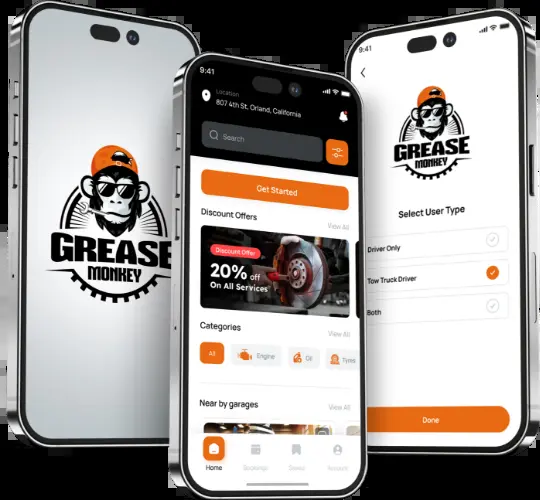 GREASE
MONKEY
9:41
Location
807 4th St. Orland, California
Search
Get Started
Discount Offers
View All
Discount Offer
20% off
On All Services
Categories
View All
All
Engine
Oil
Tyres
Near by garages
View All
Home
Bookings
Saved
Account
9:41
GREASE
MONKEY
Select User Type
Driver Only
Tow Truck Driver
Both
Done